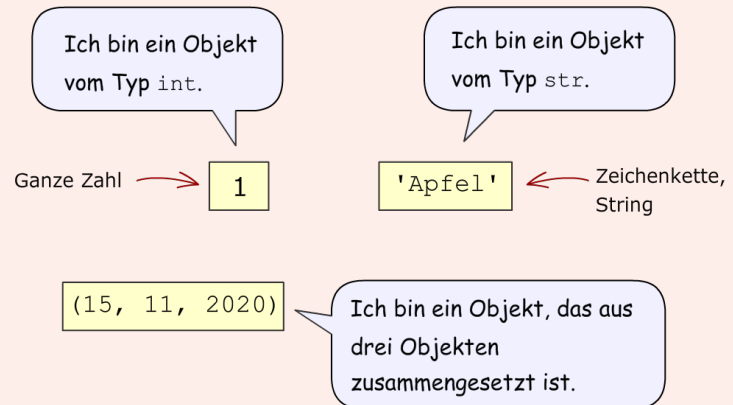 Ich bin ein Objekt
vom Typ int.
Ich bin ein Objekt
vom Typ str.
Ganze Zahl
1
'Apfel'
Zeichenkette,
String
(15, 11, 2020)
Ich bin ein Objekt, das aus
drei Objekten
zusammengesetzt ist.